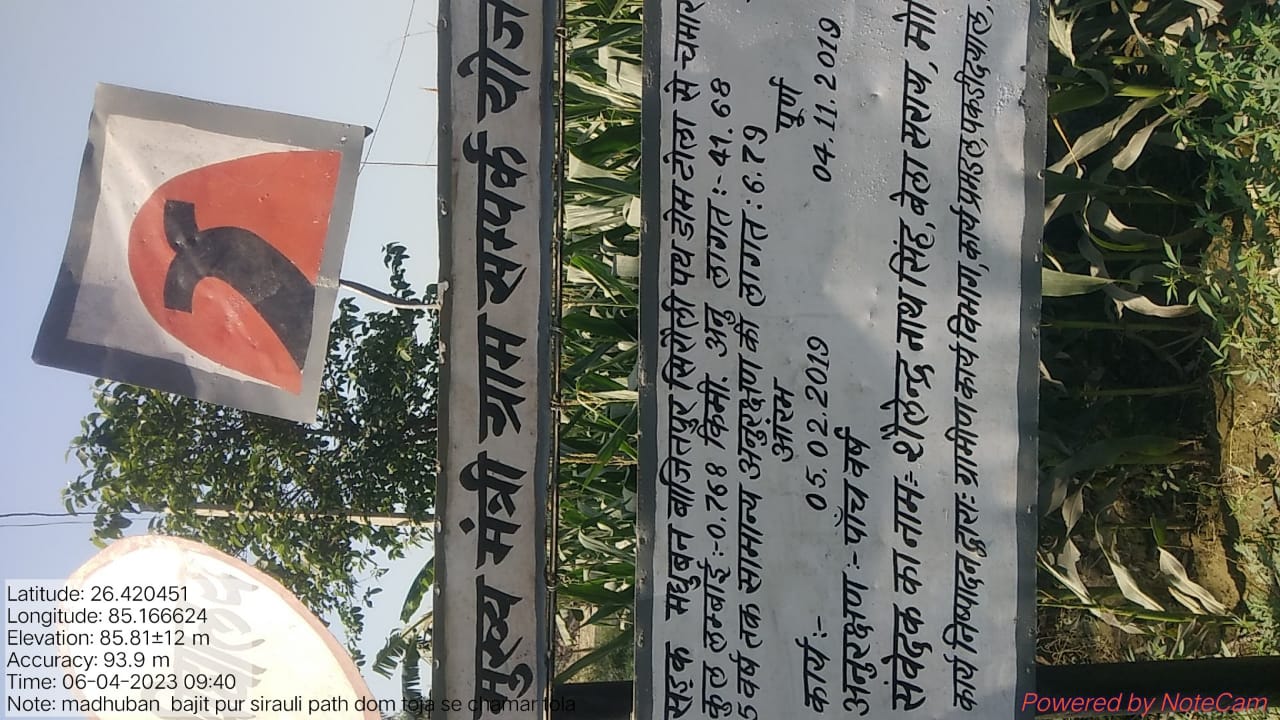 मुख्य मंत्री ग्राम सम्पर्क योज
सड़क मधुबन बाजितपुर सिरौली पथ डोम टोला से चमार
कुल लम्बाई :-0.768 किमी अनु लागत :- 41.68
5 वर्ष तक सामान्य अनुरक्षण की लागत : 6.79
आरंभ पूर्ण
कार्य :- 05.02.2019 04.11.2019
अनुरक्षण :- पाँच वर्ष
संवेदक का नाम:- शैलेन्द्र नाथ सिंह, बेला सराय, मो
कार्य निष्पादन द्वारा: ग्रामीण कार्य विभाग, कार्य प्रमंडल, पकडीदयाल,
Latitude: 26.420451
Longitude: 85.166624
Elevation: 85.81±12 m
Accuracy: 93.9 m
Time: 06-04-2023 09:40
Note: madhuban bajit pur sirauli path dom toja se chamar tola
Powered by NoteCam